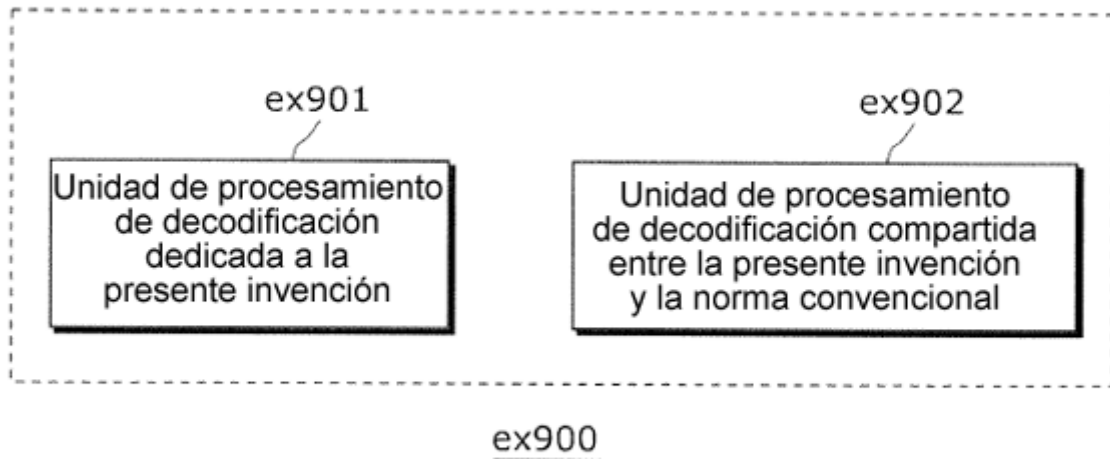 ex901
ex902
Unidad de procesamiento
de decodificación
dedicada a la
presente invención
Unidad de procesamiento
de decodificación compartida
entre la presente invención
y la norma convencional
ex900